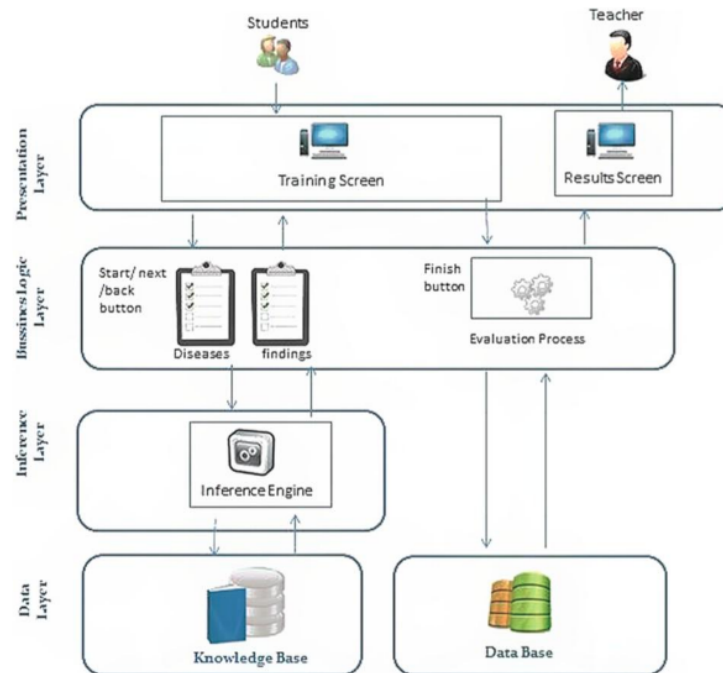 Students
Teacher
Presentation
Layer
Training Screen
Results Screen
Bussines Logic
Layer
Start/ next
/back
button
Diseases
findings
Finish
button
Evaluation Process
Inference
Layer
Inference Engine
Data
Layer
Knowledge Base
Data Base